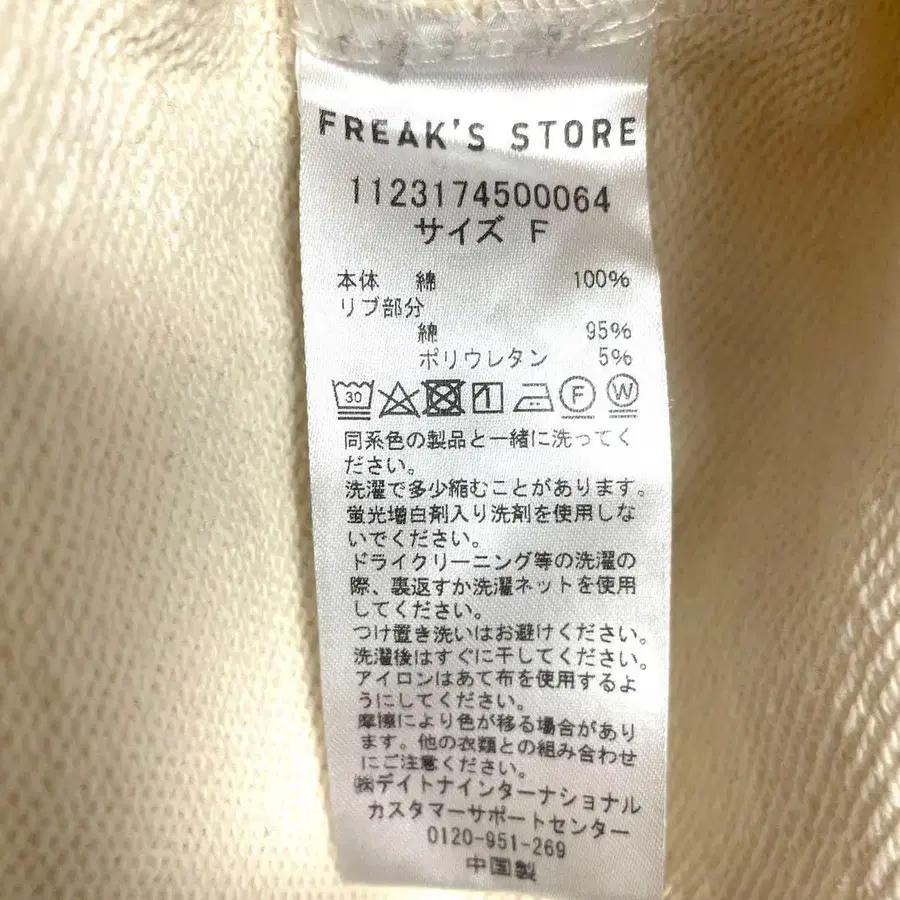 FREAK'S STORE
1123174500064
サイズ F
本体 綿 100%
リブ部分
綿 95%
ポリウレタン 5%
30 F W
同系色の製品と一緒に洗ってく
ださい。
洗濯で多少縮むことがあります。
蛍光増白剤入り洗剤を使用しな
いでください。
ドライクリーニング等の洗濯の
際、裏返すか洗濯ネットを使用
してください。
つけ置き洗いはお避けください。
洗濯後はすぐに干してください。
アイロンはあて布を使用するよ
うにしてください。
摩擦により色が移る場合があり
ます。他の衣類との組み合わせ
にご注意ください。
㈱デイトナインターナショナル
カスタマーサポートセンター
0120-951-269
中国製